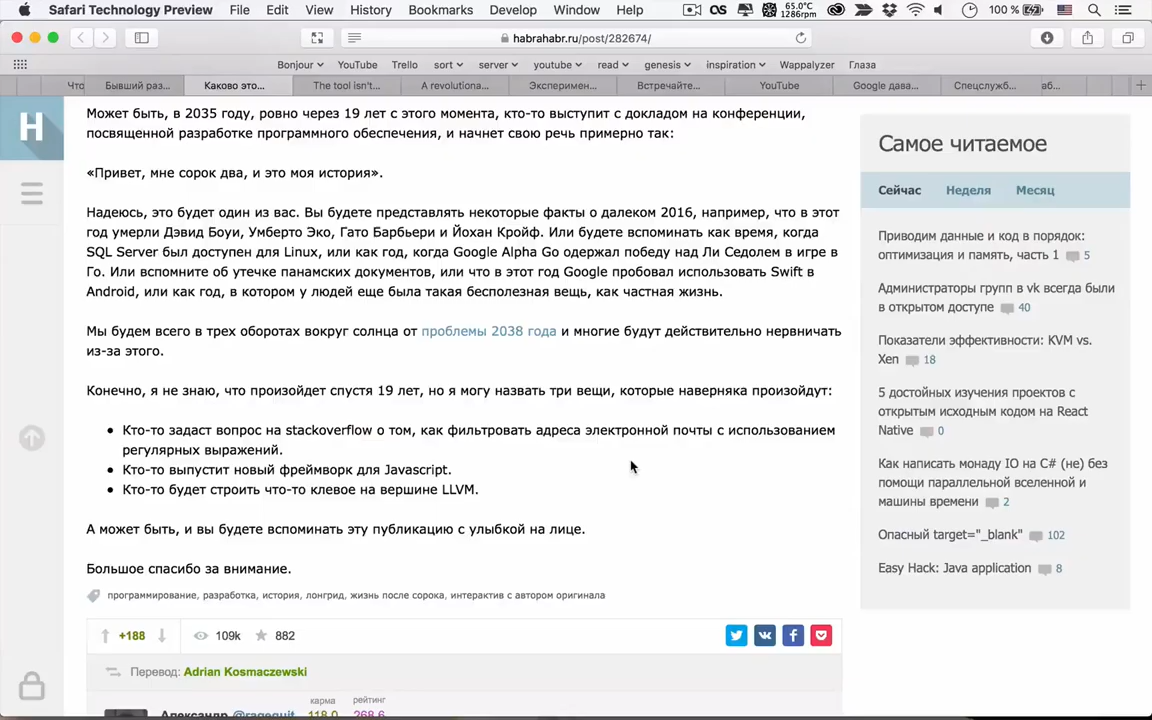 Safari Technology Preview File Edit View History Bookmarks Develop Window Help
OS
65.0°C
1286rpm
100 %
habrahabr.ru/post/282674/
Bonjour YouTube Trello sort server youtube read genesis inspiration Wappalyzer Глаза
Что
Бывший раз...
Каково это...
The tool isn't...
A revolutiona...
Эксперимен...
Встречайте...
YouTube
Google дава...
Спецслужб...
аб...
H
Может быть, в 2035 году, ровно через 19 лет с этого момента, кто-то выступит с докладом на конференции,
посвященной разработке программного обеспечения, и начнет свою речь примерно так:
«Привет, мне сорок два, и это моя история».
Надеюсь, это будет один из вас. Вы будете представлять некоторые факты о далеком 2016, например, что в этот
год умерли Дэвид Боуи, Умберто Эко, Гато Барбьери и Йохан Кройф. Или будете вспоминать как время, когда
SQL Server был доступен для Linux, или как год, когда Google Alpha Go одержал победу над Ли Седолем в игре в
Го. Или вспомните об утечке панамских документов, или что в этот год Google пробовал использовать Swift в
Android, или как год, в котором у людей еще была такая бесполезная вещь, как частная жизнь.
Мы будем всего в трех оборотах вокруг солнца от проблемы 2038 года и многие будут действительно нервничать
из-за этого.
Конечно, я не знаю, что произойдет спустя 19 лет, но я могу назвать три вещи, которые наверняка произойдут:
• Кто-то задаст вопрос на stackoverflow о том, как фильтровать адреса электронной почты с использованием
регулярных выражений.
• Кто-то выпустит новый фреймворк для Javascript.
• Кто-то будет строить что-то клевое на вершине LLVM.
А может быть, и вы будете вспоминать эту публикацию с улыбкой на лице.
Большое спасибо за внимание.
программирование, разработка, история, лонгрид, жизнь после сорока, интерактив с автором оригинала
+188 109k 882
Перевод: Adrian Kosmaczewski
карма рейтинг
Александр @ragequit 118,0 268,6
Самое читаемое
Сейчас Неделя Месяц
Приводим данные и код в порядок:
оптимизация и память, часть 1 5
Администраторы групп в vk всегда были
в открытом доступе 40
Показатели эффективности: KVM vs.
Xen 18
5 достойных изучения проектов с
открытым исходным кодом на React
Native 0
Как написать монаду IO на C# (не) без
помощи параллельной вселенной и
машины времени 2
Опасный target="_blank" 102
Easy Hack: Java application 8